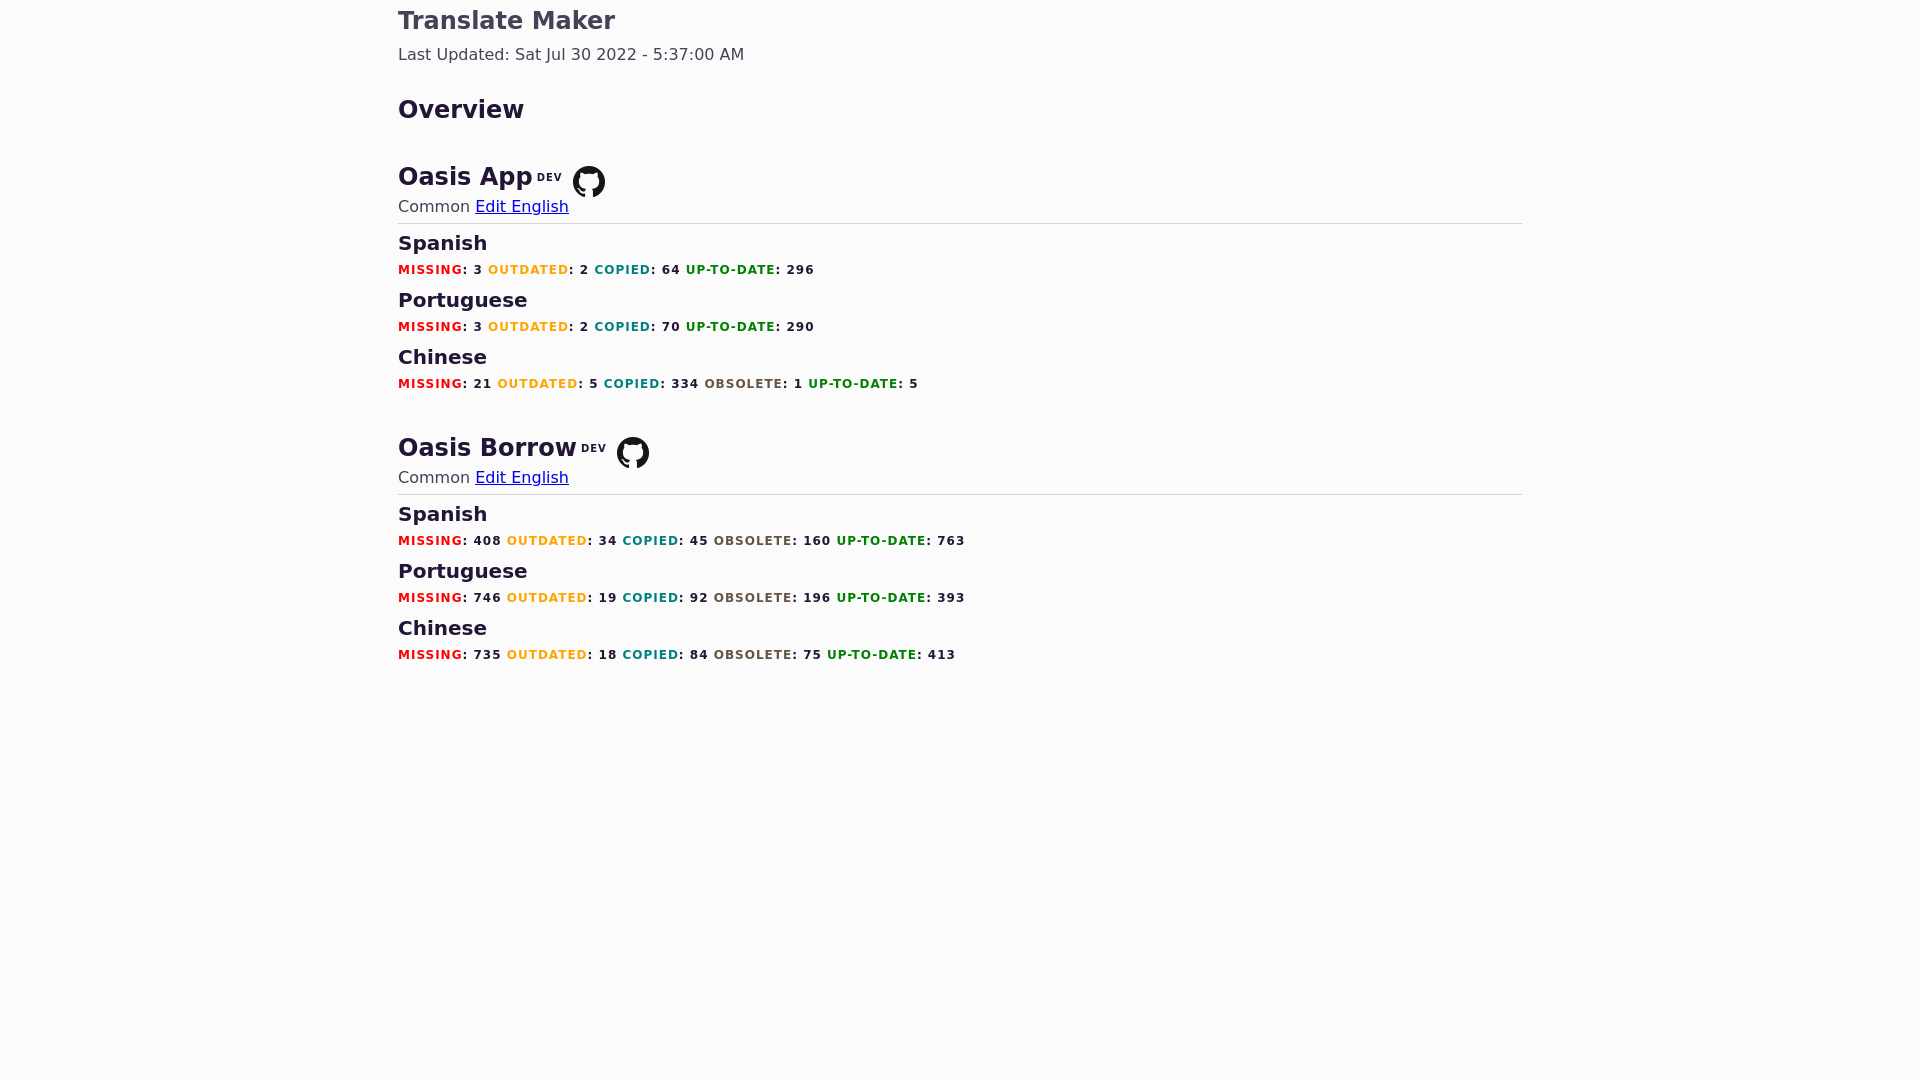 Translate Maker
Last Updated: Sat Jul 30 2022 - 5:37:00 AM
Overview
Oasis App DEV
Common Edit English
Spanish
MISSING: 3 OUTDATED: 2 COPIED: 64 UP-TO-DATE: 296
Portuguese
MISSING: 3 OUTDATED: 2 COPIED: 70 UP-TO-DATE: 290
Chinese
MISSING: 21 OUTDATED: 5 COPIED: 334 OBSOLETE: 1 UP-TO-DATE: 5
Oasis Borrow DEV
Common Edit English
Spanish
MISSING: 408 OUTDATED: 34 COPIED: 45 OBSOLETE: 160 UP-TO-DATE: 763
Portuguese
MISSING: 746 OUTDATED: 19 COPIED: 92 OBSOLETE: 196 UP-TO-DATE: 393
Chinese
MISSING: 735 OUTDATED: 18 COPIED: 84 OBSOLETE: 75 UP-TO-DATE: 413